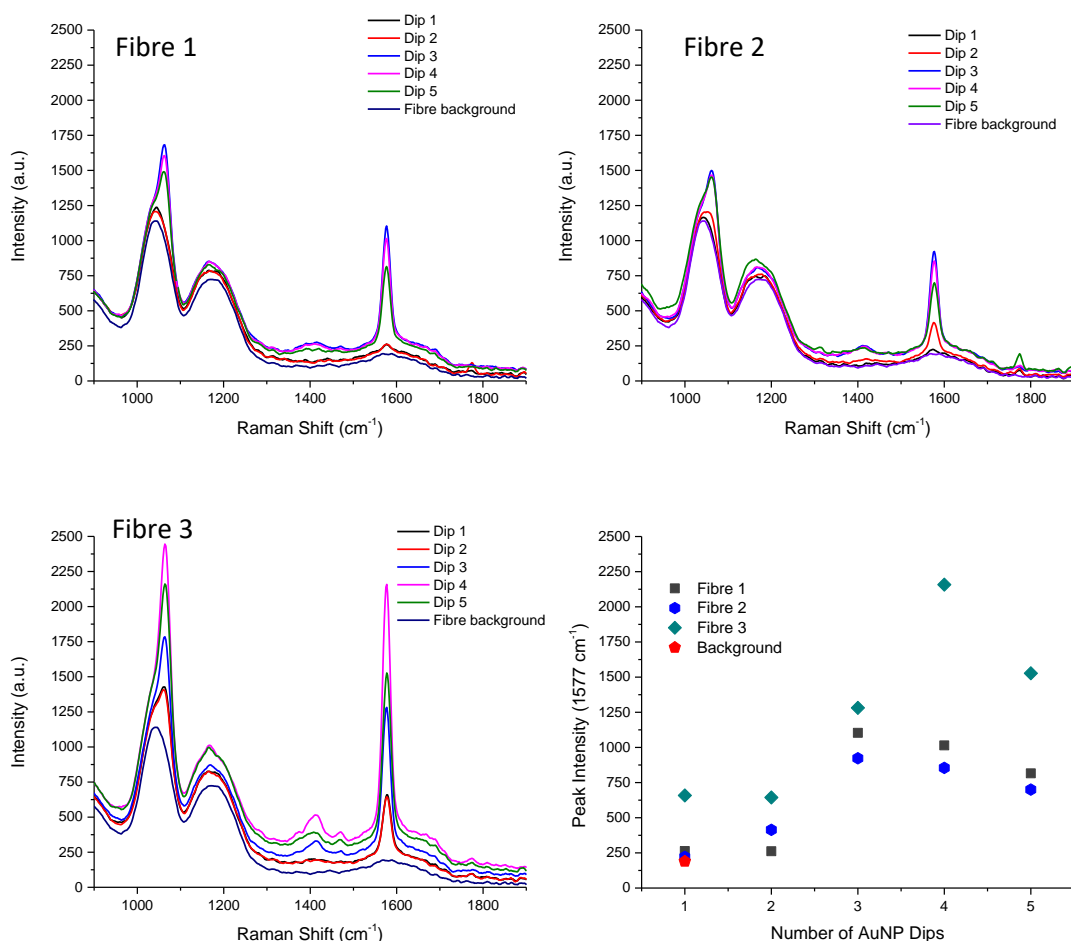 Fibre 1
Dip 1
Dip 2
Dip 3
Dip 4
Dip 5
Fibre background
2500
2250
2000
1750
1500
1250
1000
750
500
250
0
Intensity (a.u.)
1000 1200 1400 1600 1800
Raman Shift (cm⁻¹)
Fibre 2
Dip 1
Dip 2
Dip 3
Dip 4
Dip 5
Fibre background
2500
2250
2000
1750
1500
1250
1000
750
500
250
0
Intensity (a.u.)
1000 1200 1400 1600 1800
Raman Shift (cm⁻¹)
Fibre 3
Dip 1
Dip 2
Dip 3
Dip 4
Dip 5
Fibre background
2500
2250
2000
1750
1500
1250
1000
750
500
250
0
Intensity (a.u.)
1000 1200 1400 1600 1800
Raman Shift (cm⁻¹)
2500
2250
2000
1750
1500
1250
1000
750
500
250
0
Peak Intensity (1577 cm⁻¹)
Fibre 1
Fibre 2
Fibre 3
Background
1 2 3 4 5
Number of AuNP Dips